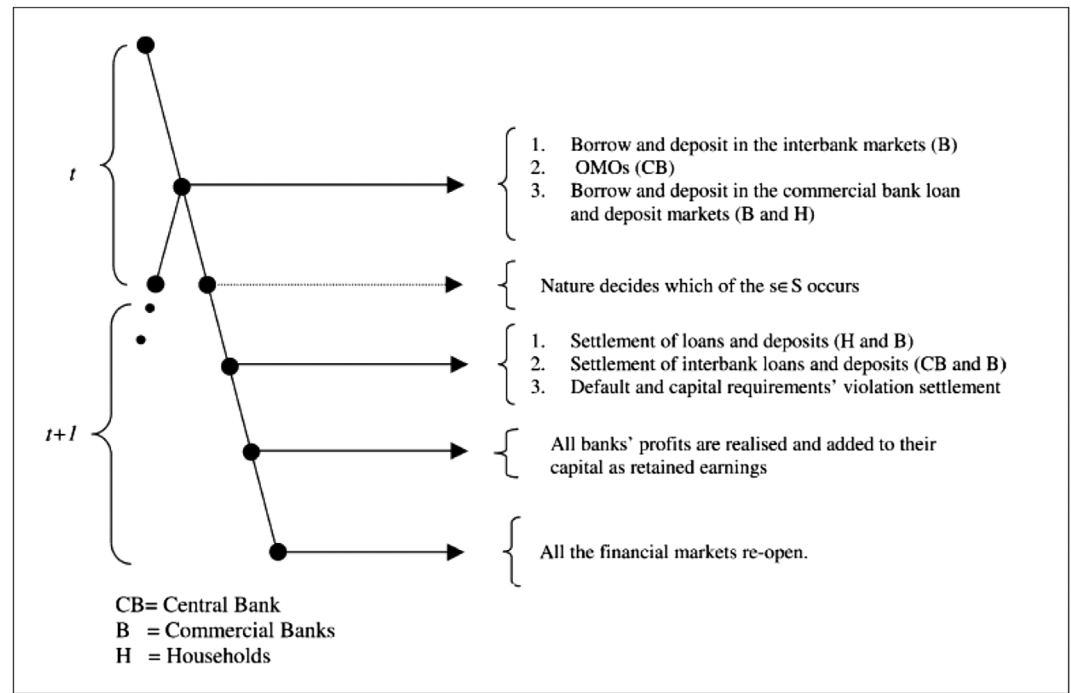 t
1. Borrow and deposit in the interbank markets (B)
2. OMOs (CB)
3. Borrow and deposit in the commercial bank loan
and deposit markets (B and H)
Nature decides which of the s∈S occurs
t+1
1. Settlement of loans and deposits (H and B)
2. Settlement of interbank loans and deposits (CB and B)
3. Default and capital requirements’ violation settlement
All banks’ profits are realised and added to their
capital as retained earnings
All the financial markets re-open.
CB= Central Bank
B = Commercial Banks
H = Households